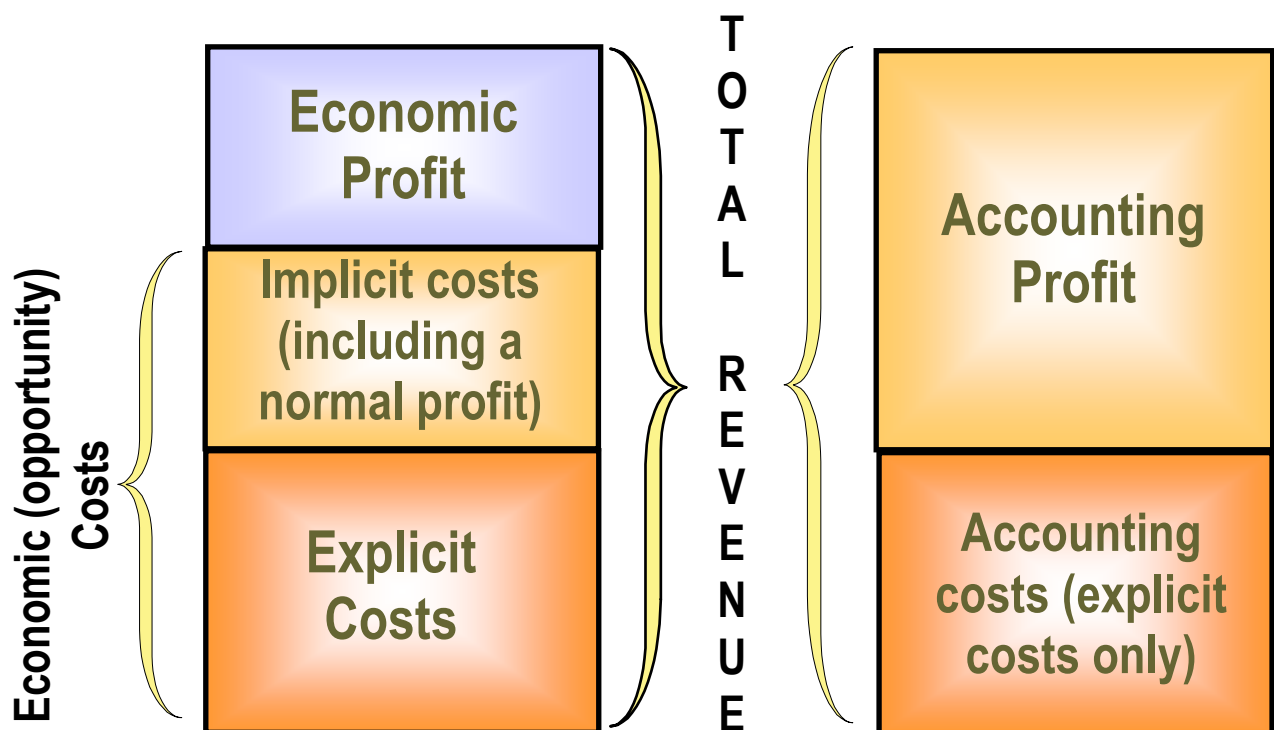 Economic (opportunity)
Costs
Economic
Profit
Implicit costs
(including a
normal profit)
Explicit
Costs
TOTAL REVENUE
Accounting
Profit
Accounting
costs (explicit
costs only)